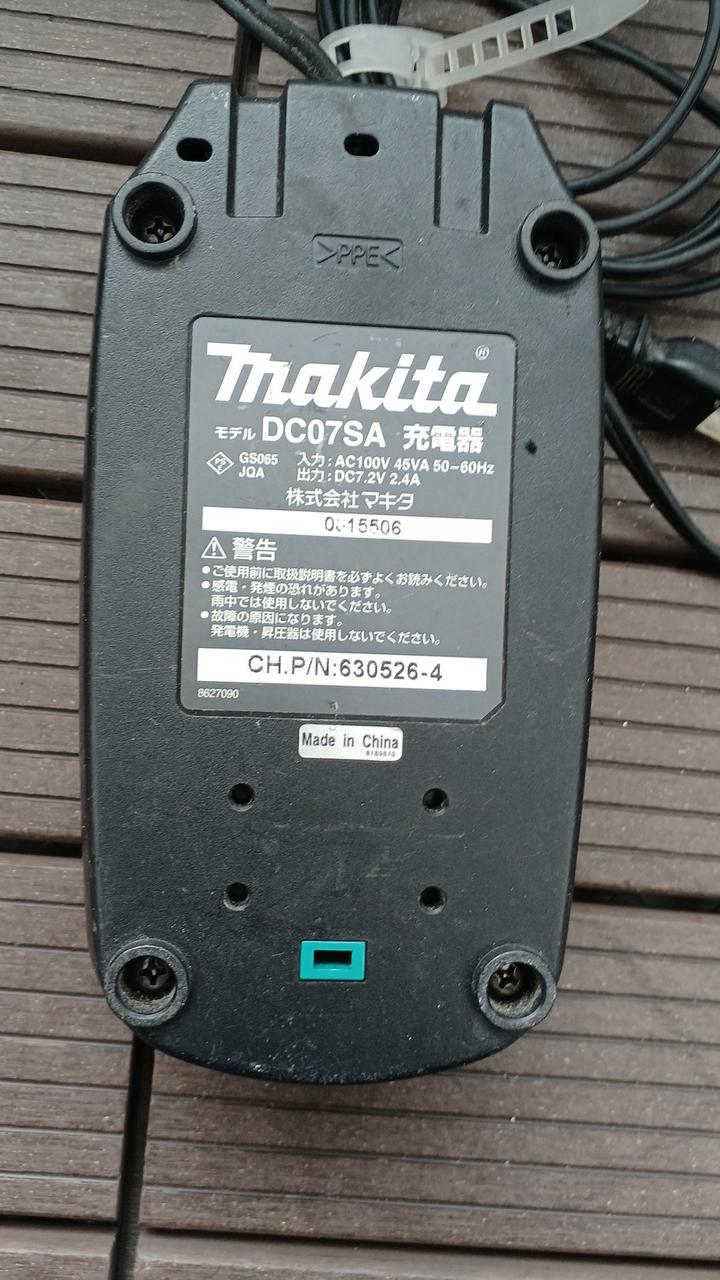 >PPE<
makita®
モデル DC07SA 充電器
PS E GS065 入力:AC100V 45VA 50-60Hz
JQA 出力:DC7.2V 2.4A
株式会社マキタ
警告
●ご使用前に取扱説明書を必ずよくお読みください。
●感電・発煙の恐れがあります。
雨中では使用しないでください。
●故障の原因になります。
発電機・昇圧器は使用しないでください。
CH.P/N:630526-4
8627090
Made in China